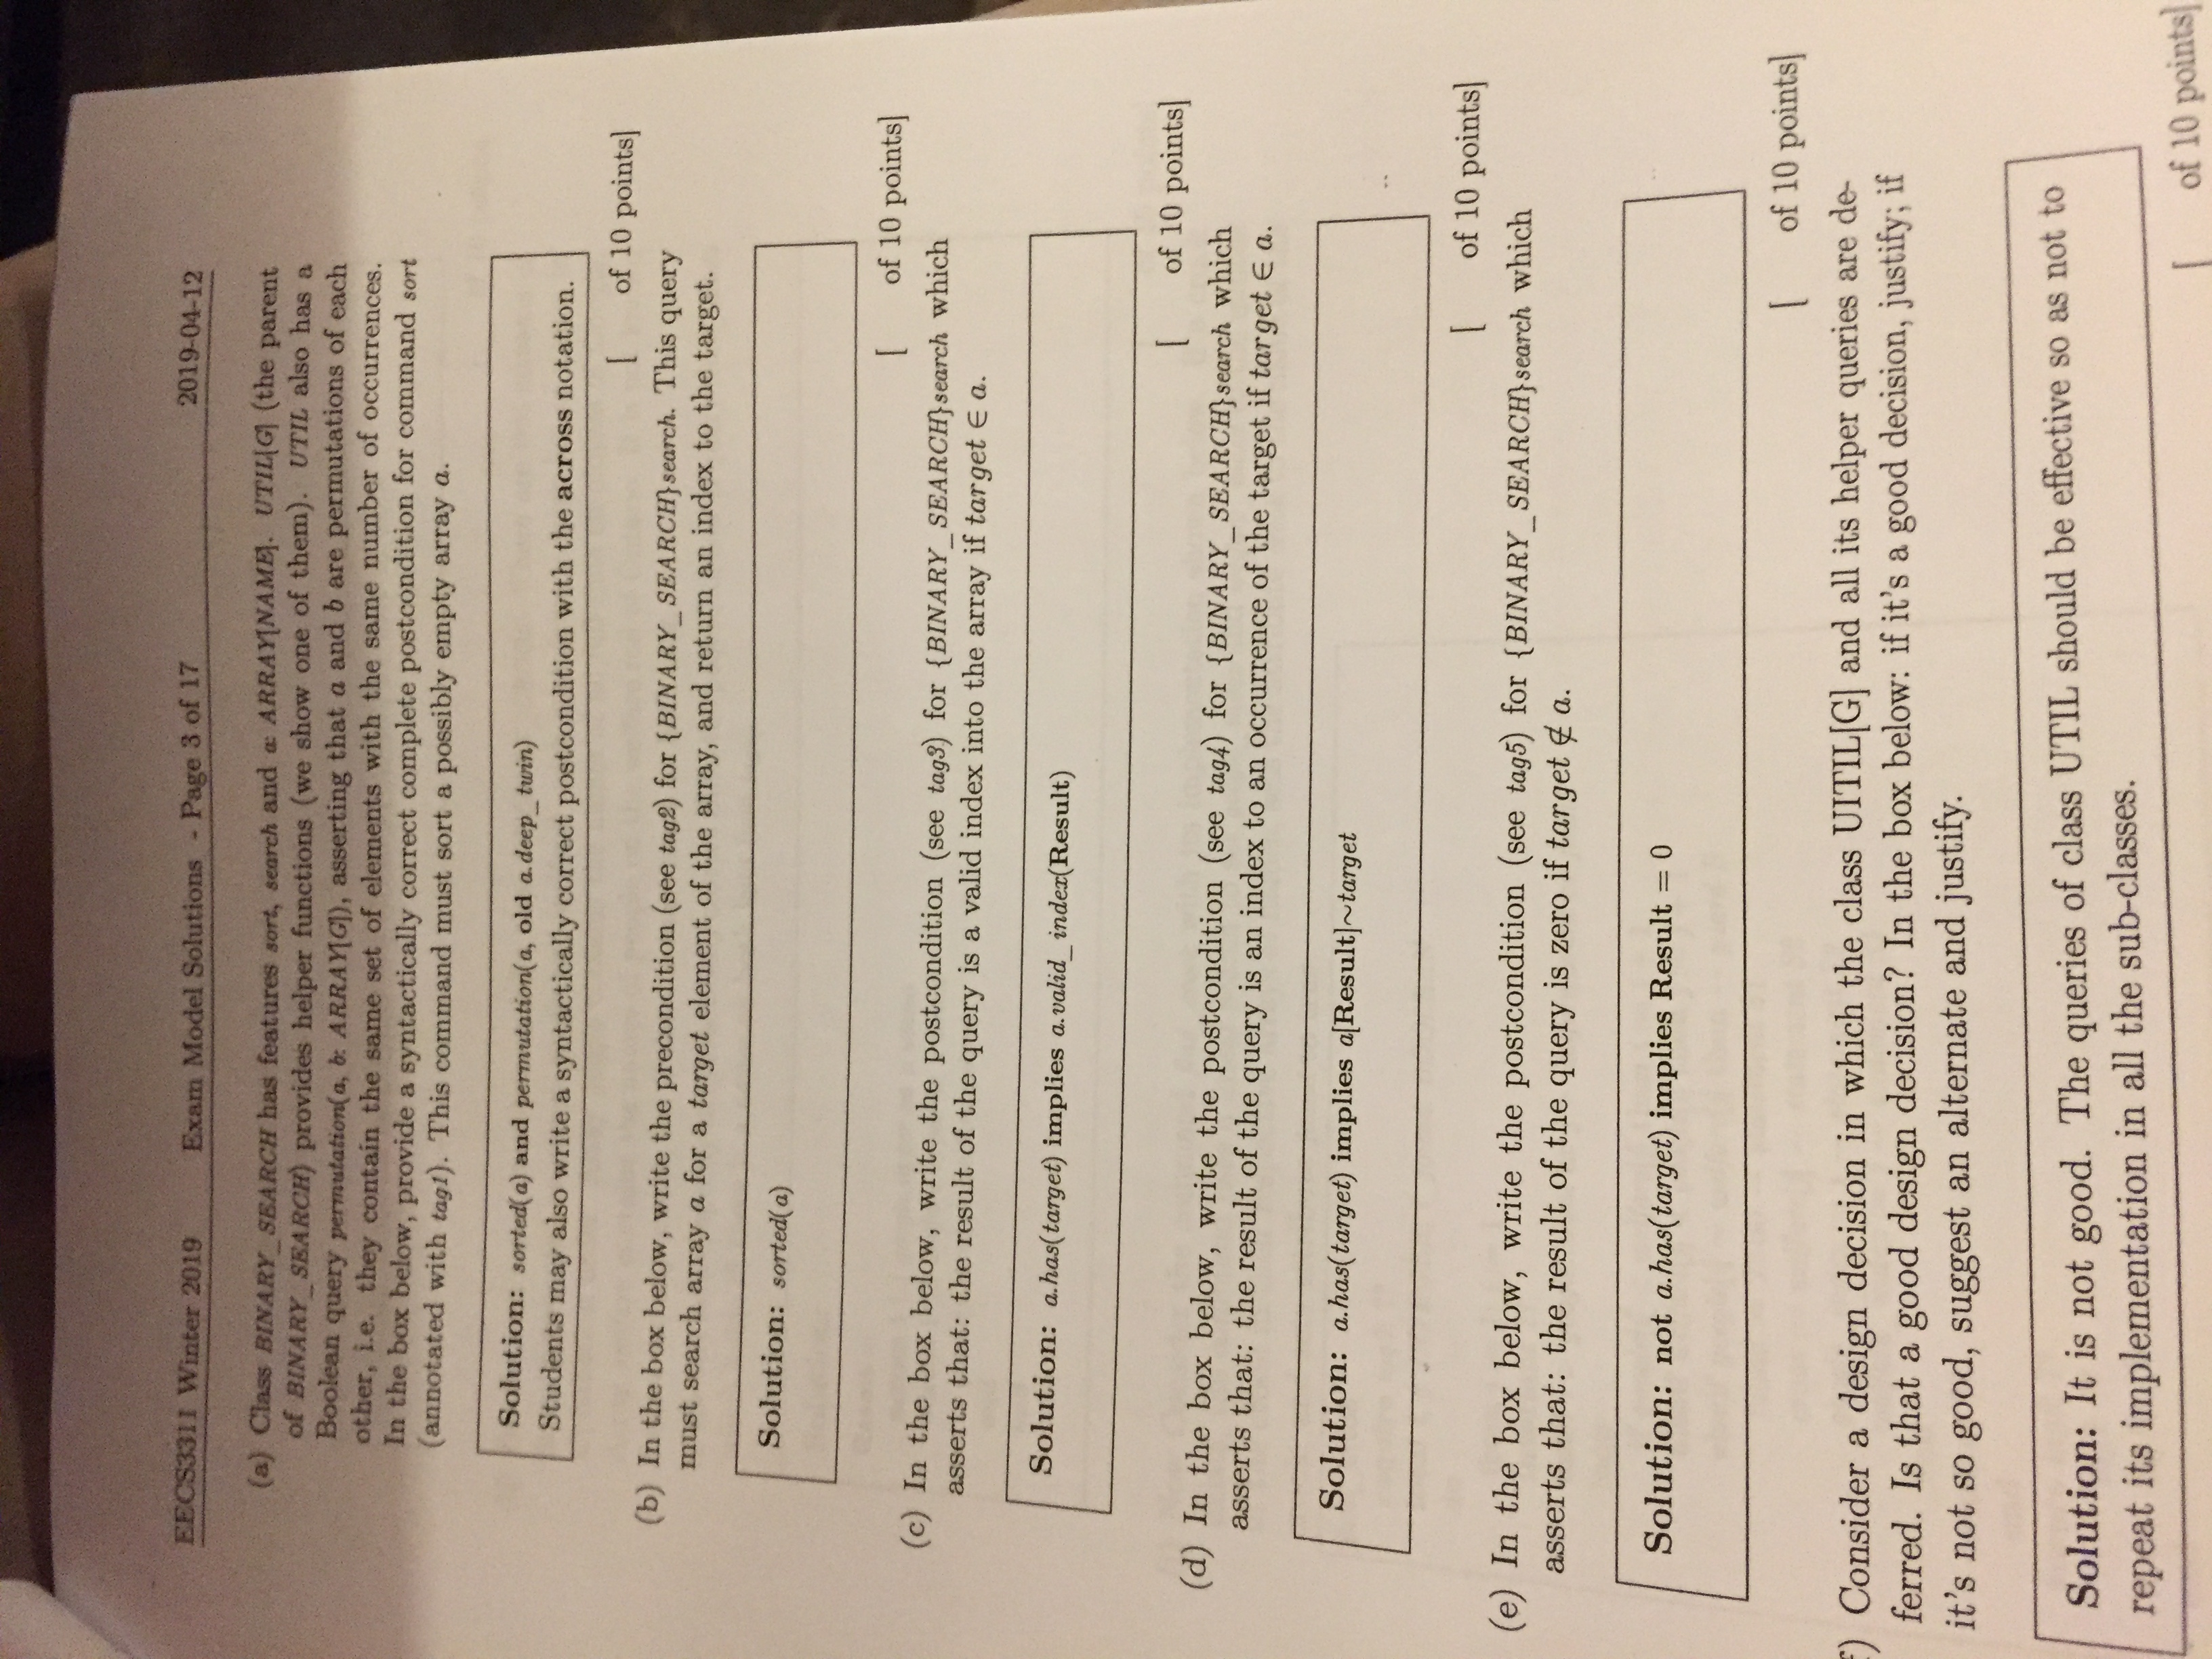 EECS3311 Winter 2019 Exam Model Solutions - Page 3 of 17 2019-04-12
(a) Class BINARY_SEARCH has features sort, search and a: ARRAY[NAME]. UTIL[G] (the parent
of BINARY_SEARCH) provides helper functions (we show one of them). UTIL also has a
Boolean query permutation(a, b: ARRAY[G]), asserting that a and b are permutations of each
other, i.e. they contain the same set of elements with the same number of occurrences.
In the box below, provide a syntactically correct complete postcondition for command sort
(annotated with tag1). This command must sort a possibly empty array a.
Solution: sorted(a) and permutation(a, old a.deep_twin)
Students may also write a syntactically correct postcondition with the across notation.
[ of 10 points]
(b) In the box below, write the precondition (see tag2) for {BINARY_SEARCH}search. This query
must search array a for a target element of the array, and return an index to the target.
Solution: sorted(a)
[ of 10 points]
(c) In the box below, write the postcondition (see tag3) for {BINARY_SEARCH}search which
asserts that: the result of the query is a valid index into the array if target ∈ a.
Solution: a.has(target) implies a.valid_index(Result)
[ of 10 points]
(d) In the box below, write the postcondition (see tag4) for {BINARY_SEARCH}search which
asserts that: the result of the query is an index to an occurrence of the target if target ∈ a.
Solution: a.has(target) implies a[Result]~target
[ of 10 points]
(e) In the box below, write the postcondition (see tag5) for {BINARY_SEARCH}search which
asserts that: the result of the query is zero if target ∉ a.
Solution: not a.has(target) implies Result = 0
[ of 10 points]
f) Consider a design decision in which the class UITIL[G] and all its helper queries are de-
ferred. Is that a good design decision? In the box below: if it's a good decision, justify; if
it's not so good, suggest an alternate and justify.
Solution: It is not good. The queries of class UTIL should be effective so as not to
repeat its implementation in all the sub-classes.
[ of 10 points]